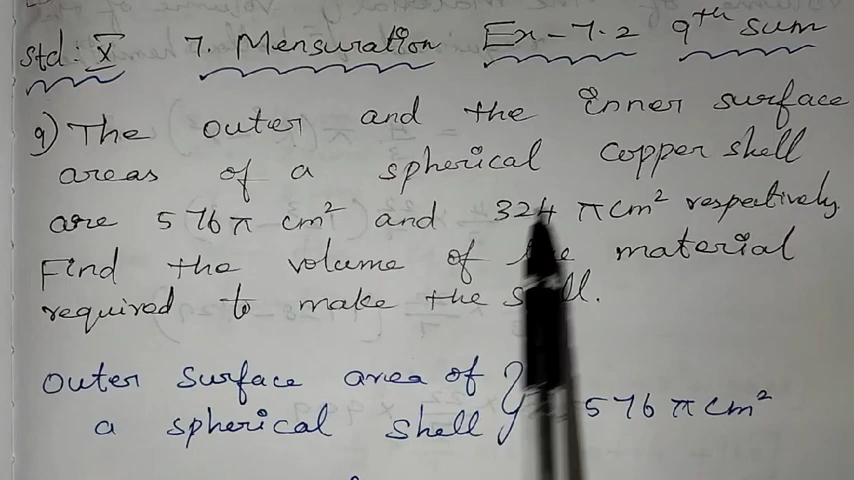 Std: X 7. Mensuration Ex-7.2 9th sum
9) The outer and the inner surface
areas of a spherical copper shell
are 576π cm² and 324 π cm² respectively.
Find the volume of material
required to make the
outer surface area of }
a spherical shell } 576 π cm²